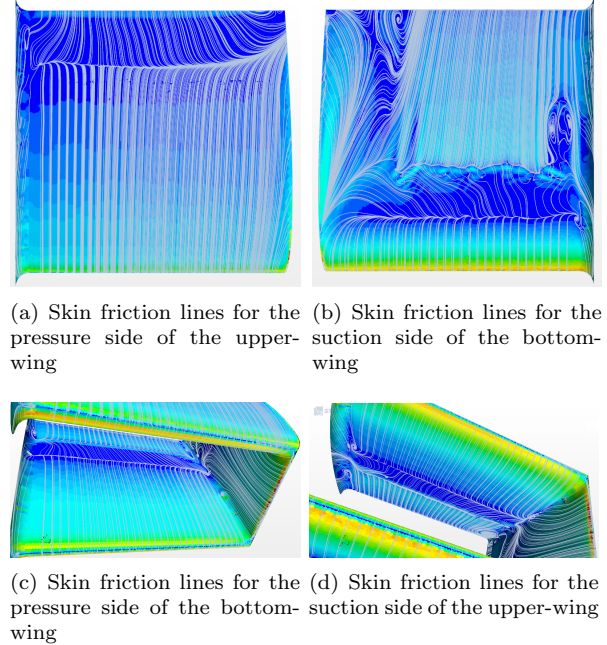 (a) Skin friction lines for the
pressure side of the upper-
wing
(b) Skin friction lines for the
suction side of the bottom-
wing
(c) Skin friction lines for the
pressure side of the bottom-
wing
(d) Skin friction lines for the
suction side of the upper-wing